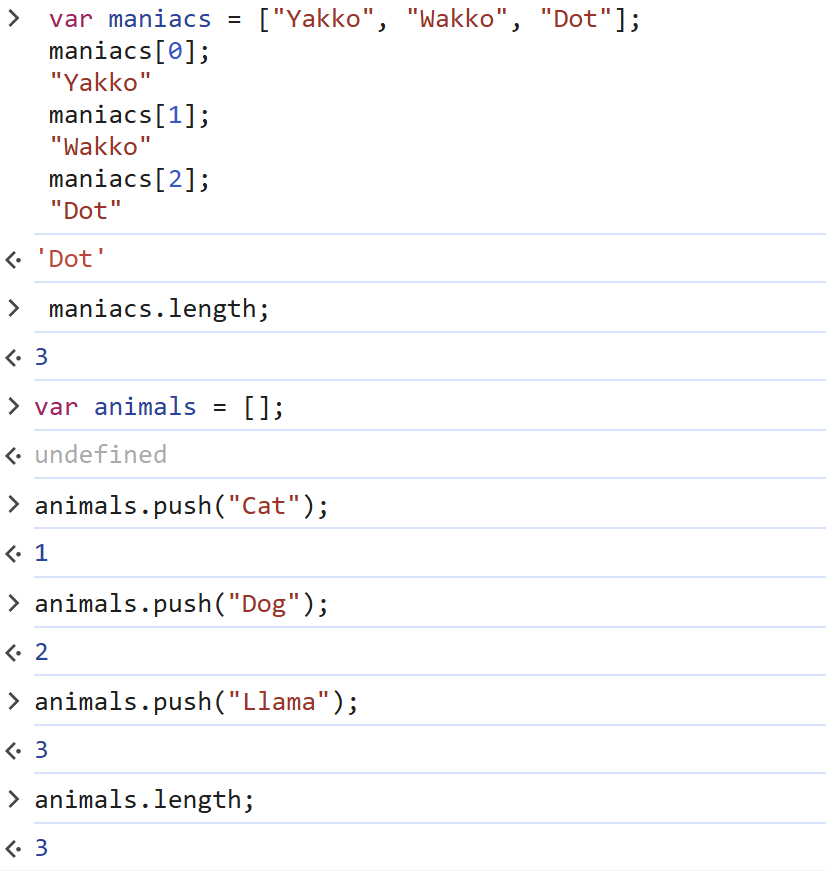 > var maniacs = ["Yakko", "Wakko", "Dot"];
maniacs[0];
"Yakko"
maniacs[1];
"Wakko"
maniacs[2];
"Dot"
'Dot'
> maniacs.length;
3
> var animals = [];
undefined
> animals.push("Cat");
1
> animals.push("Dog");
2
> animals.push("Llama");
3
> animals.length;
3